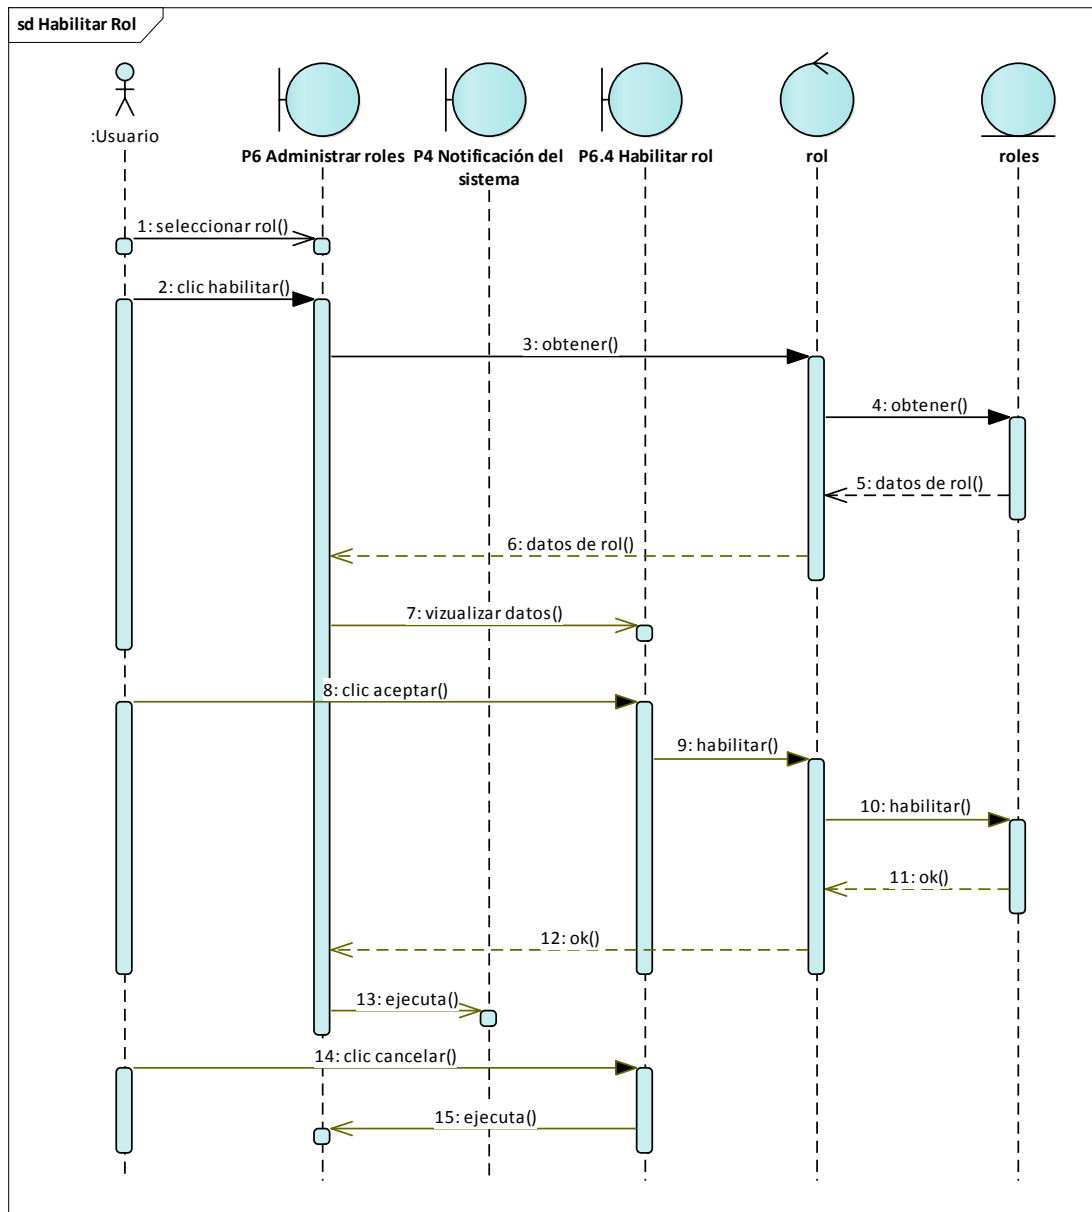 sd Habilitar Rol
:Usuario
P6 Administrar roles
P4 Notificación del
sistema
P6.4 Habilitar rol
rol
roles
1: seleccionar rol()
2: clic habilitar()
3: obtener()
4: obtener()
5: datos de rol()
6: datos de rol()
7: vizualizar datos()
8: clic aceptar()
9: habilitar()
10: habilitar()
11: ok()
12: ok()
13: ejecuta()
14: clic cancelar()
15: ejecuta()